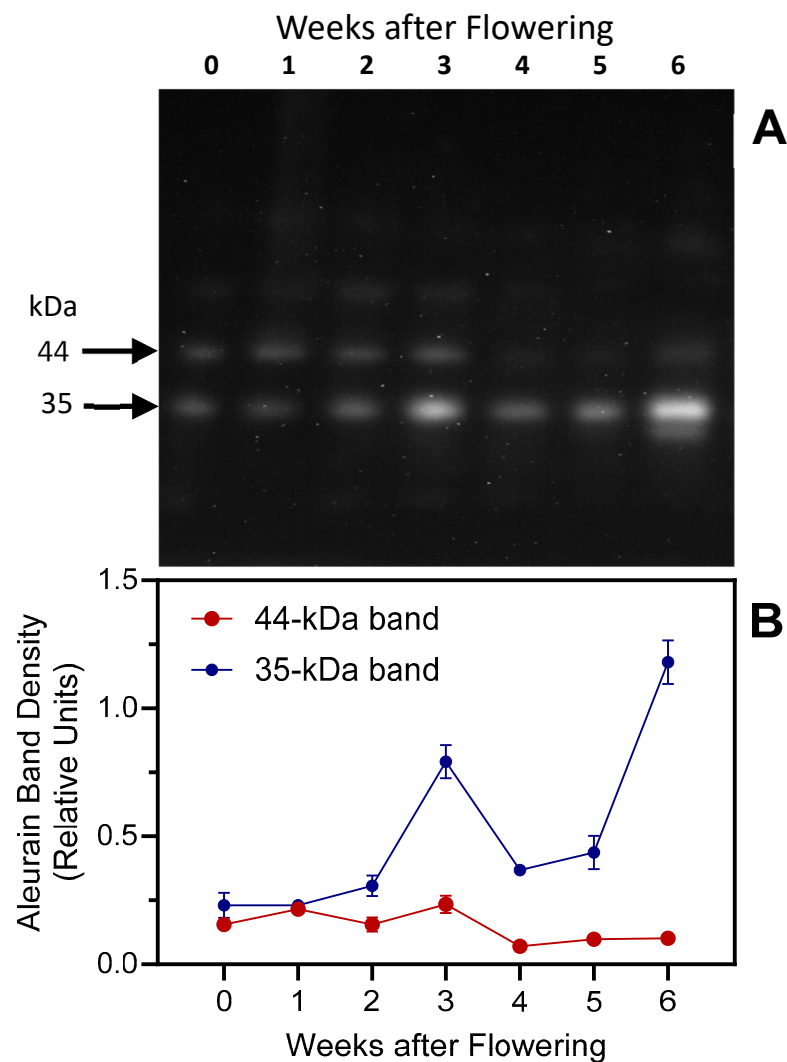 Weeks after Flowering
0 1 2 3 4 5 6
A
kDa
44
35
B
1.5
1.0
0.5
0.0
Aleurain Band Density
(Relative Units)
44-kDa band
35-kDa band
0 1 2 3 4 5 6
Weeks after Flowering